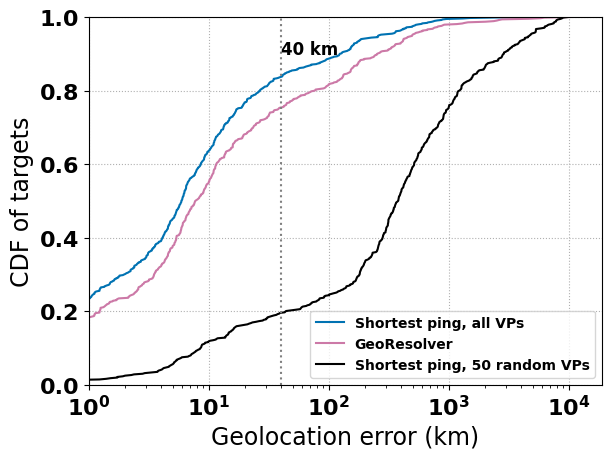 1.0
0.8
0.6
0.4
0.2
0.0
CDF of targets
40 km
Shortest ping, all VPs
GeoResolver
Shortest ping, 50 random VPs
10⁰ 10¹ 10² 10³ 10⁴
Geolocation error (km)